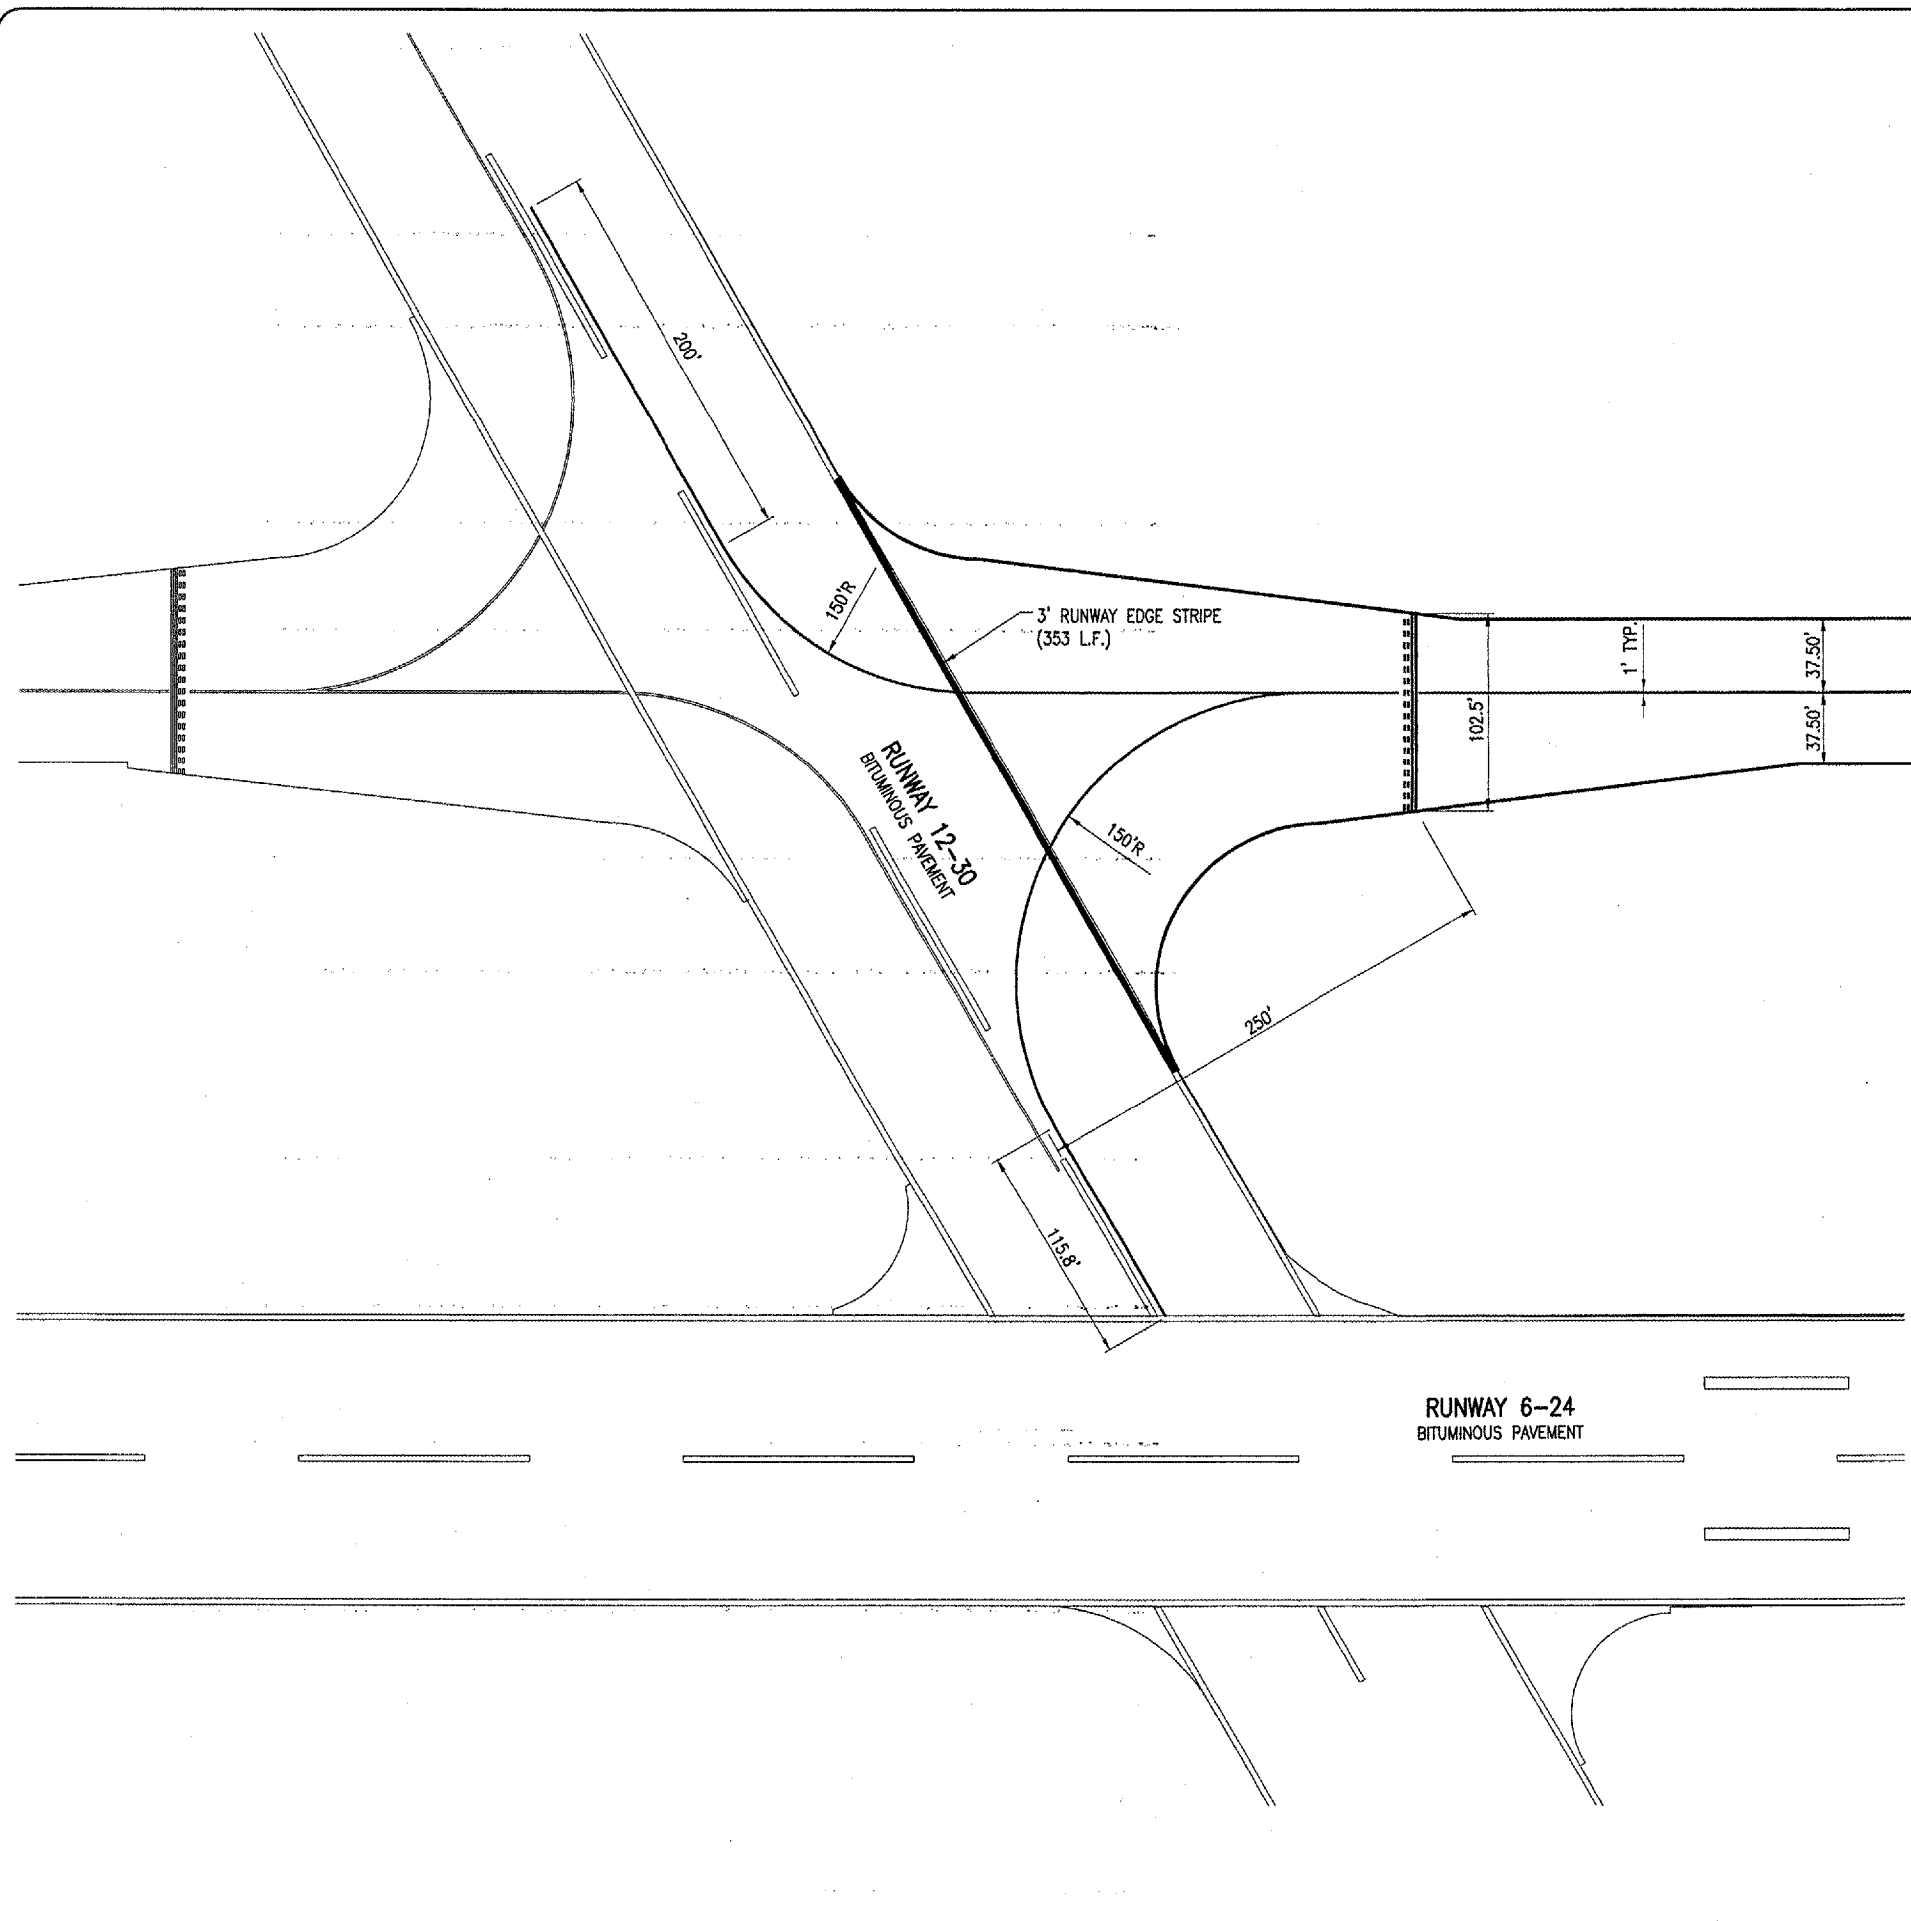 200'
150'R
3' RUNWAY EDGE STRIPE
(353 L.F.)
1' TYP.
37.50'
102.5'
37.50'
RUNWAY 12-30
BITUMINOUS PAVEMENT
150'R
250'
115.8'
RUNWAY 6-24
BITUMINOUS PAVEMENT